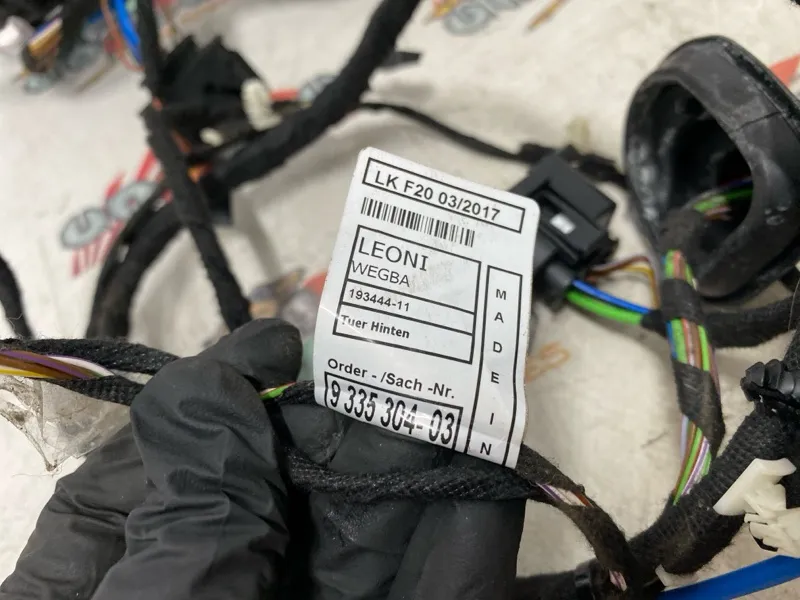 LK F20 03/2017
LEONI
WEGBA
193444-11
Tuer Hinten
MADE IN
Order - /Sach -Nr.
9 335 304-03